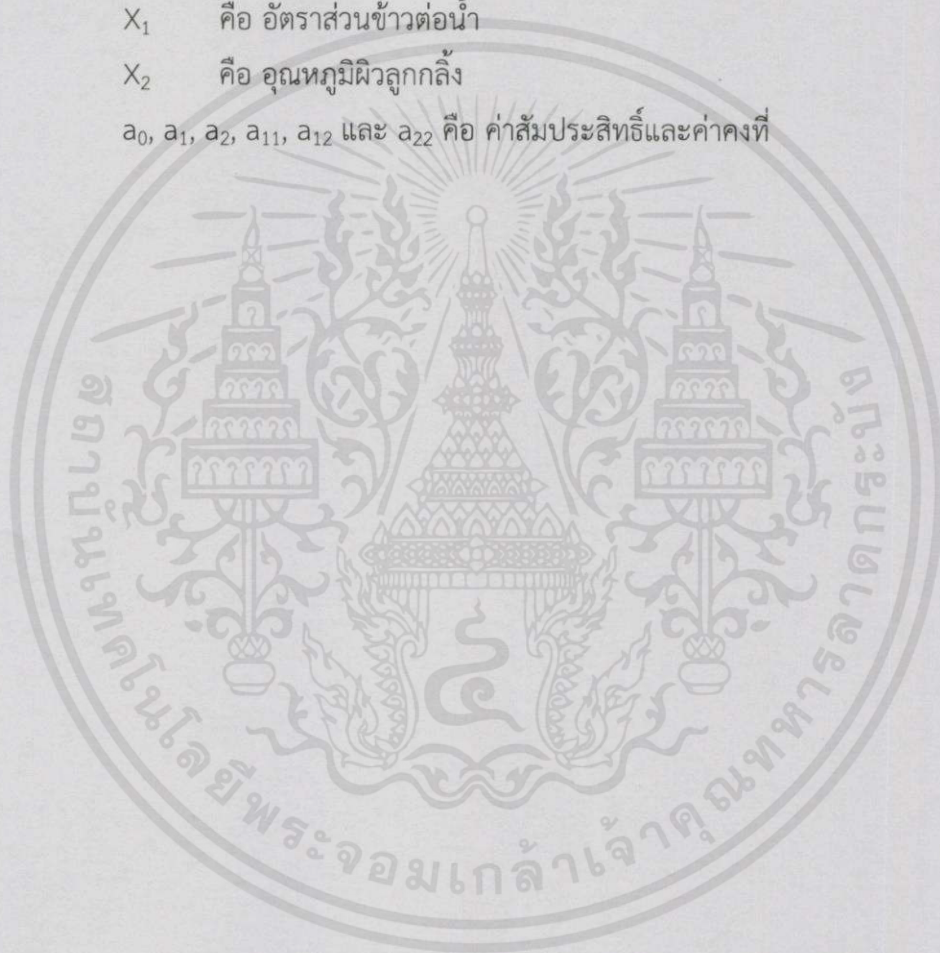 X₁ คือ อัตราส่วนข้าวต่อน้ำ
X₂ คือ อุณหภูมิผิวลูกกลิ้ง
a₀, a₁, a₂, a₁₁, a₁₂ และ a₂₂ คือ ค่าสัมประสิทธิ์และค่าคงที่
สถาบันเทคโนโลยีพระจอมเกล้าเจ้าคุณทหารลาดกระบัง
๔